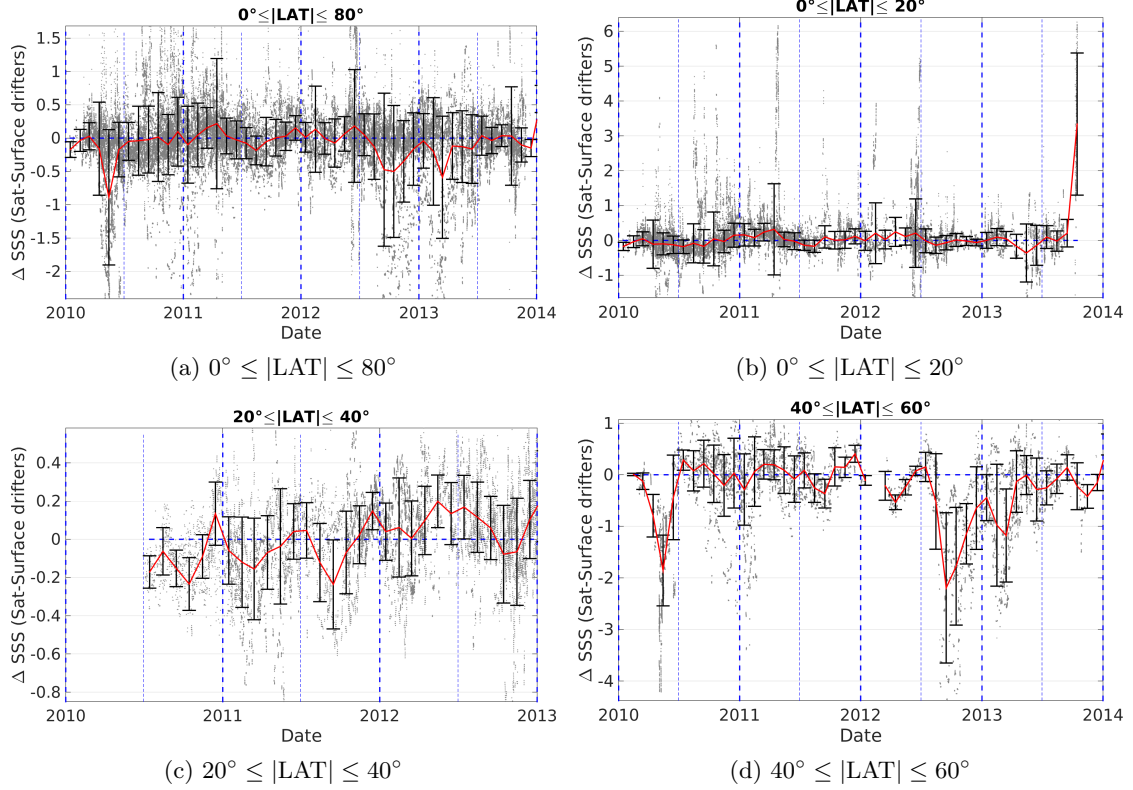 0°≤|LAT|≤ 80°
Δ SSS (Sat-Surface drifters)
1.5
1
0.5
0
-0.5
-1
-1.5
-2
2010 2011 2012 2013 2014
Date
(a) 0° ≤ |LAT| ≤ 80°
0°≤|LAT|≤ 20°
Δ SSS (Sat-Surface drifters)
6
5
4
3
2
1
0
-1
2010 2011 2012 2013 2014
Date
(b) 0° ≤ |LAT| ≤ 20°
20°≤|LAT|≤ 40°
Δ SSS (Sat-Surface drifters)
0.4
0.2
0
-0.2
-0.4
-0.6
-0.8
2010 2011 2012 2013
Date
(c) 20° ≤ |LAT| ≤ 40°
40°≤|LAT|≤ 60°
Δ SSS (Sat-Surface drifters)
1
0
-1
-2
-3
-4
2010 2011 2012 2013 2014
Date
(d) 40° ≤ |LAT| ≤ 60°